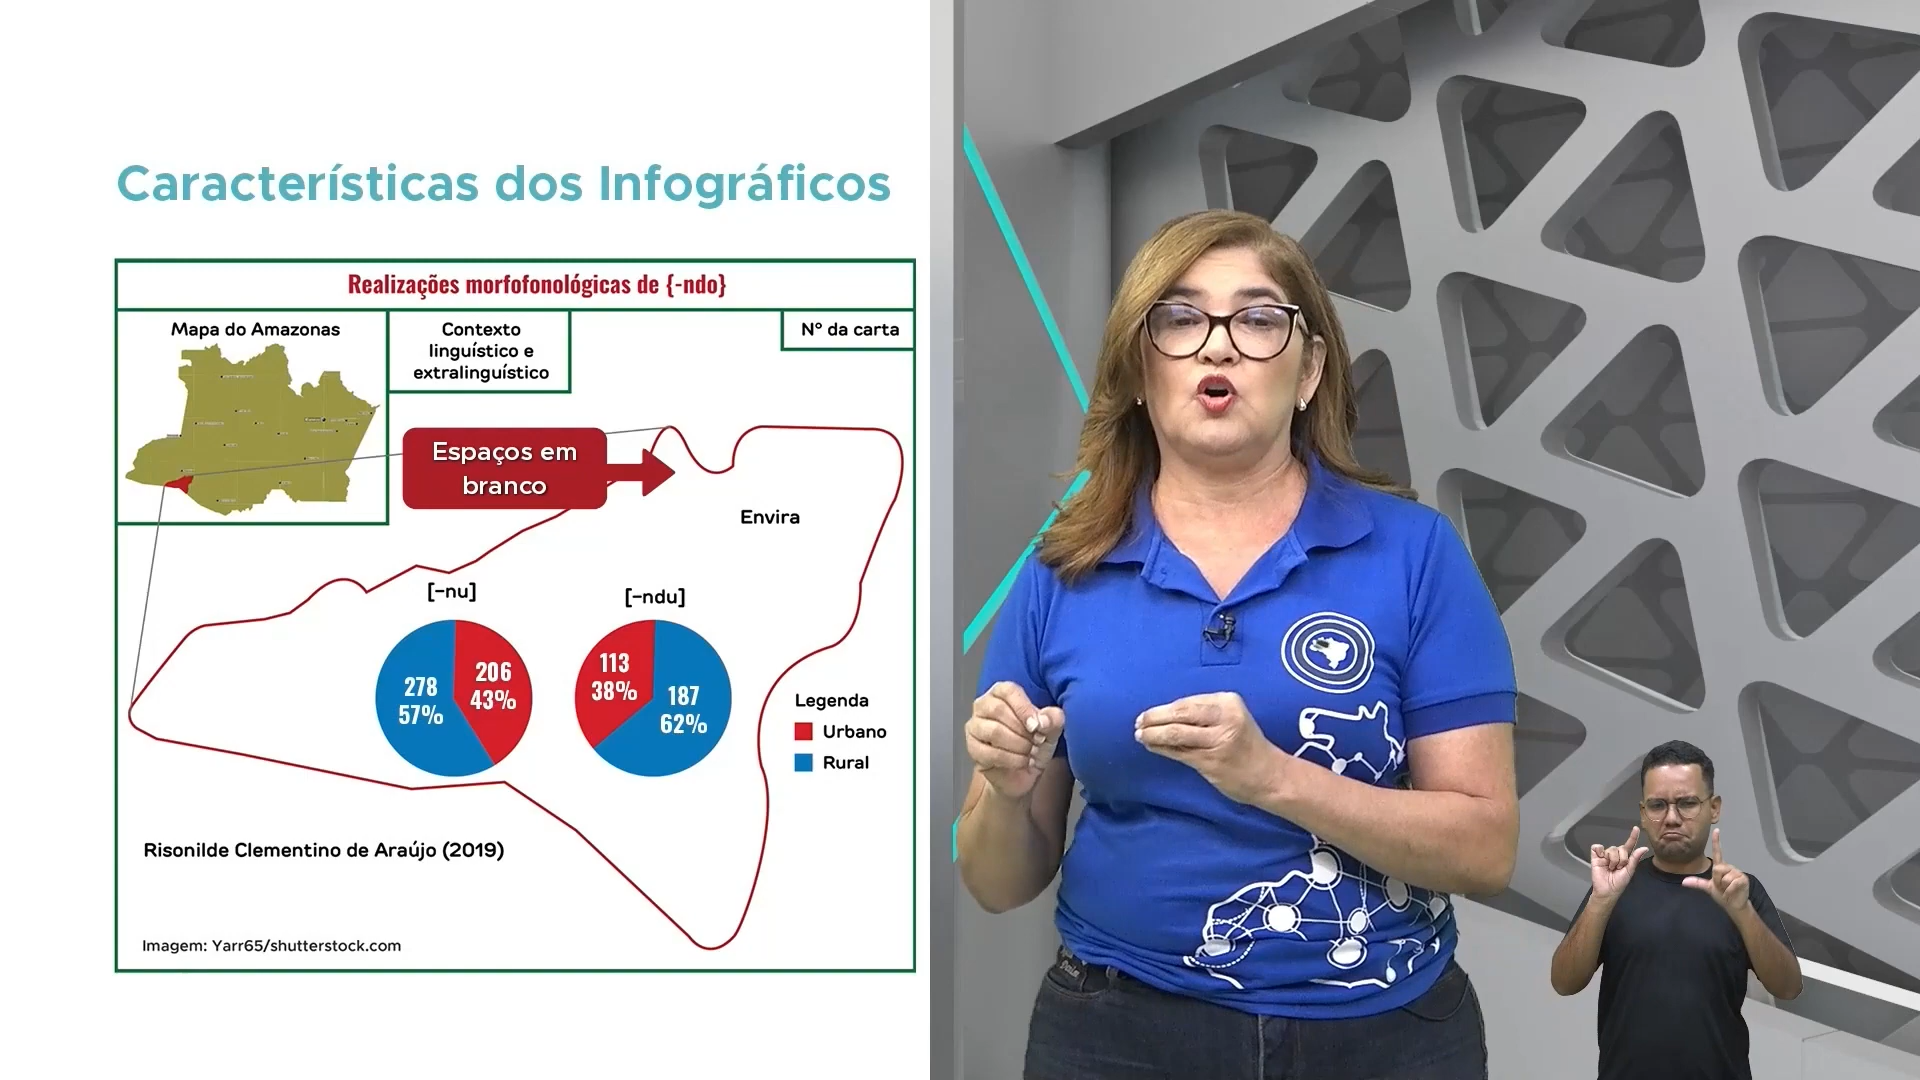 Características dos Infográficos
Realizações morfofonológicas de {-ndo}
Mapa do Amazonas
Contexto
linguístico e
extralinguístico
Nº da carta
Espaços em
branco
Envira
[-nu]
[-ndu]
278
57%
206
43%
113
38%
187
62%
Legenda
Urbano
Rural
Risonilde Clementino de Araújo (2019)
Imagem: Yarr65/shutterstock.com